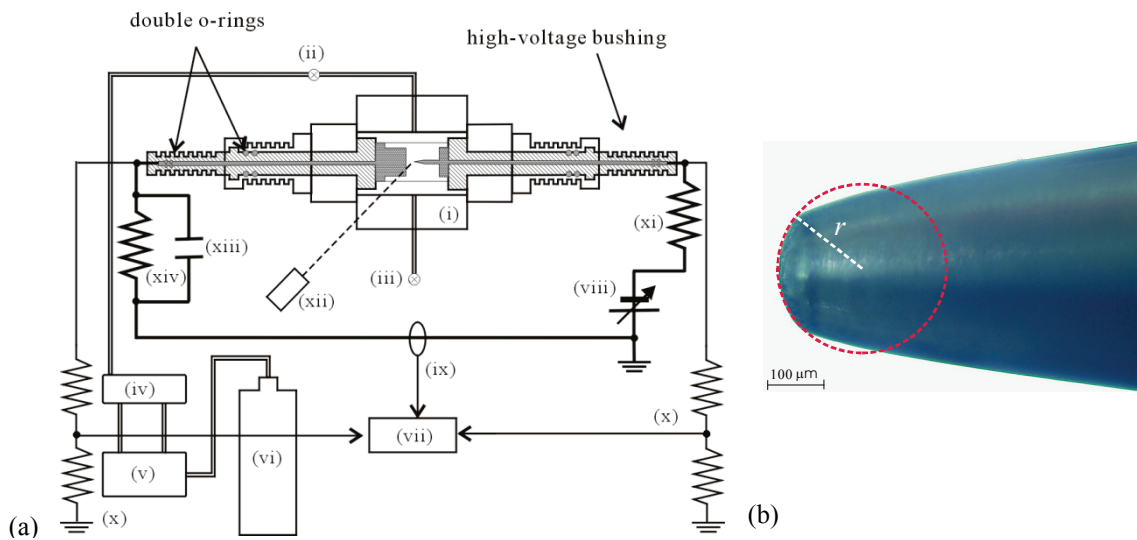 double o-rings
high-voltage bushing
(ii)
(i)
(xi)
(xiii)
(xiv)
(iii)
(xii)
(viii)
r
100 μm
(ix)
(iv)
(x)
(vii)
(vi)
(v)
(x)
(a)
(b)